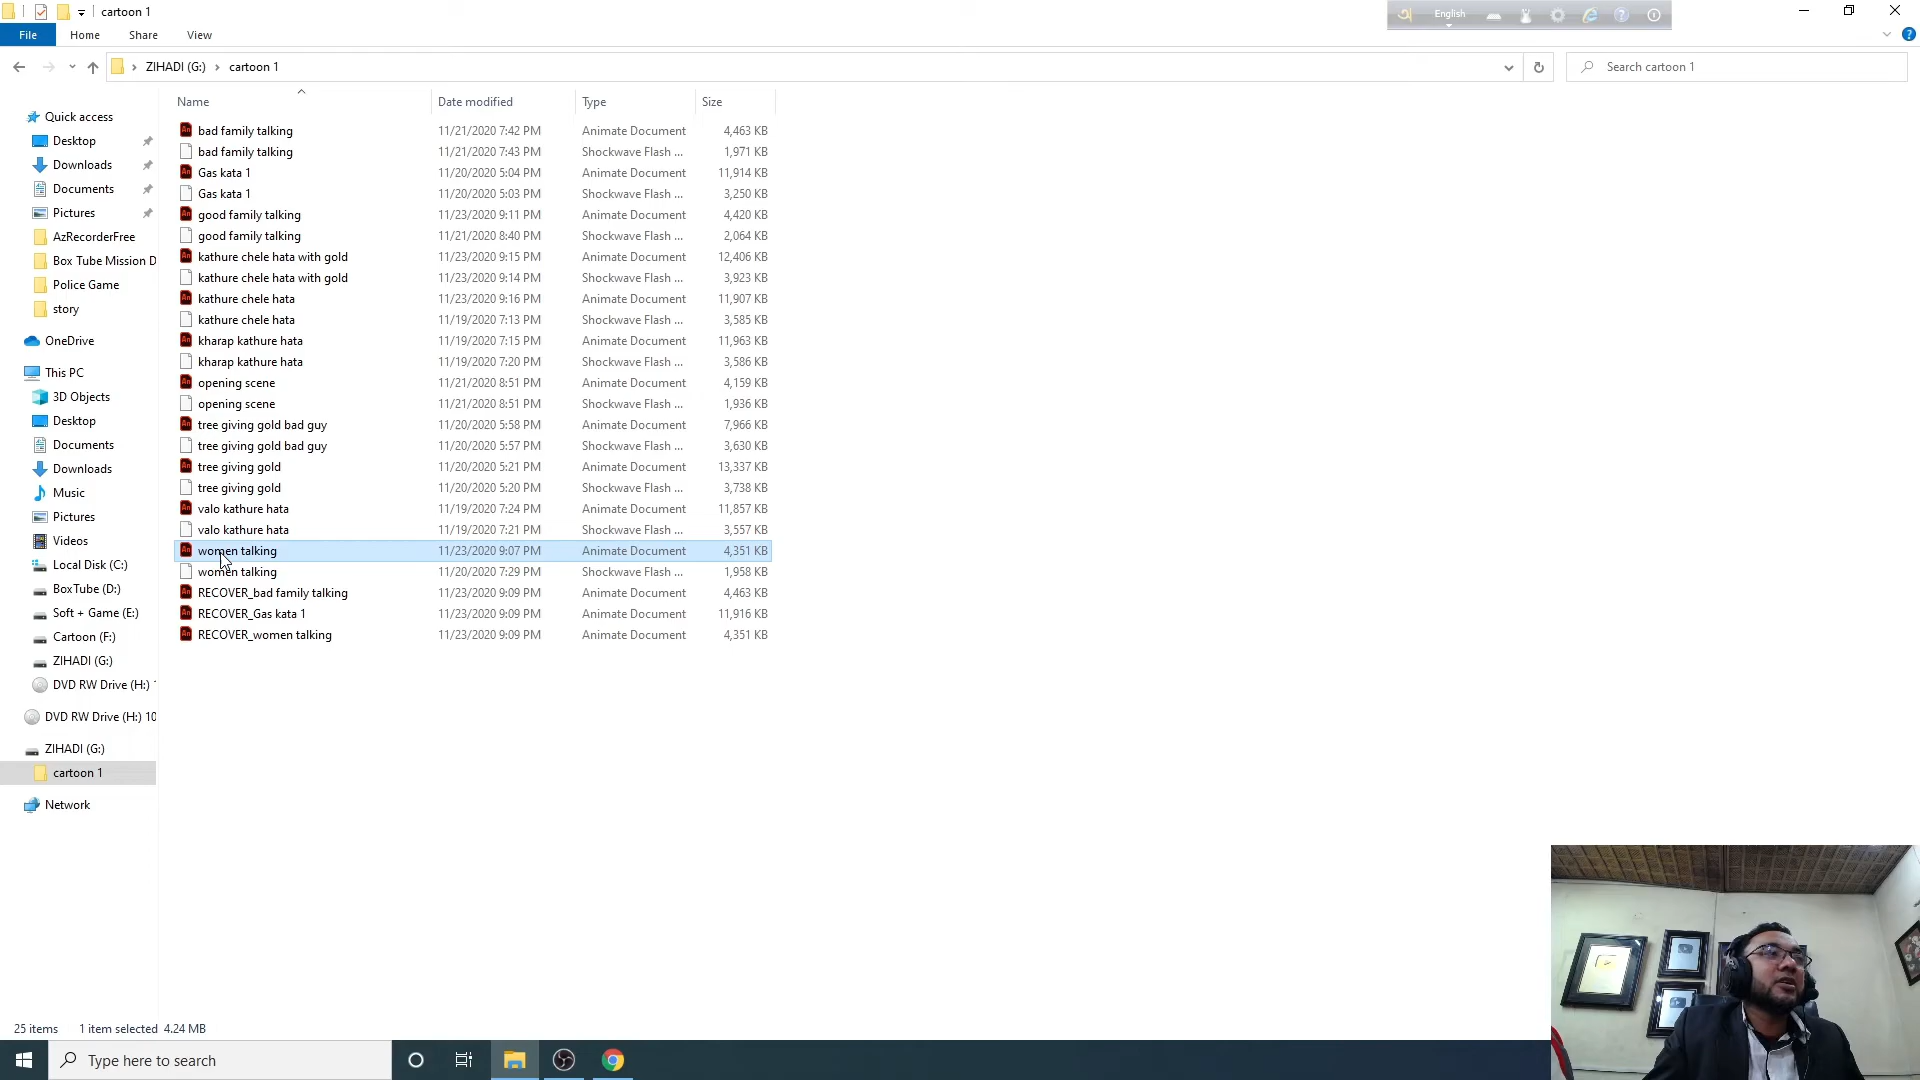 cartoon 1
English
File Home Share View
ZIHADI (G:) cartoon 1
Search cartoon 1
Name Date modified Type Size
bad family talking 11/21/2020 7:42 PM Animate Document 4,463 KB
bad family talking 11/21/2020 7:43 PM Shockwave Flash ... 1,971 KB
Gas kata 1 11/20/2020 5:04 PM Animate Document 11,914 KB
Gas kata 1 11/20/2020 5:03 PM Shockwave Flash ... 3,250 KB
good family talking 11/23/2020 9:11 PM Animate Document 4,420 KB
good family talking 11/21/2020 8:40 PM Shockwave Flash ... 2,064 KB
kathure chele hata with gold 11/23/2020 9:15 PM Animate Document 12,406 KB
kathure chele hata with gold 11/23/2020 9:14 PM Shockwave Flash ... 3,923 KB
kathure chele hata 11/23/2020 9:16 PM Animate Document 11,907 KB
kathure chele hata 11/19/2020 7:13 PM Shockwave Flash ... 3,585 KB
kharap kathure hata 11/19/2020 7:15 PM Animate Document 11,963 KB
kharap kathure hata 11/19/2020 7:20 PM Shockwave Flash ... 3,586 KB
opening scene 11/21/2020 8:51 PM Animate Document 4,159 KB
opening scene 11/21/2020 8:51 PM Shockwave Flash ... 1,936 KB
tree giving gold bad guy 11/20/2020 5:58 PM Animate Document 7,966 KB
tree giving gold bad guy 11/20/2020 5:57 PM Shockwave Flash ... 3,630 KB
tree giving gold 11/20/2020 5:21 PM Animate Document 13,337 KB
tree giving gold 11/20/2020 5:20 PM Shockwave Flash ... 3,738 KB
valo kathure hata 11/19/2020 7:24 PM Animate Document 11,857 KB
valo kathure hata 11/19/2020 7:21 PM Shockwave Flash ... 3,557 KB
women talking 11/23/2020 9:07 PM Animate Document 4,351 KB
women talking 11/20/2020 7:29 PM Shockwave Flash ... 1,958 KB
RECOVER_bad family talking 11/23/2020 9:09 PM Animate Document 4,463 KB
RECOVER_Gas kata 1 11/23/2020 9:09 PM Animate Document 11,916 KB
RECOVER_women talking 11/23/2020 9:09 PM Animate Document 4,351 KB
Quick access
Desktop
Downloads
Documents
Pictures
AzRecorderFree
Box Tube Mission D
Police Game
story
OneDrive
This PC
3D Objects
Desktop
Documents
Downloads
Music
Pictures
Videos
Local Disk (C:)
BoxTube (D:)
Soft + Game (E:)
Cartoon (F:)
ZIHADI (G:)
DVD RW Drive (H:) 1
DVD RW Drive (H:) 10
ZIHADI (G:)
cartoon 1
Network
25 items 1 item selected 4.24 MB
Type here to search